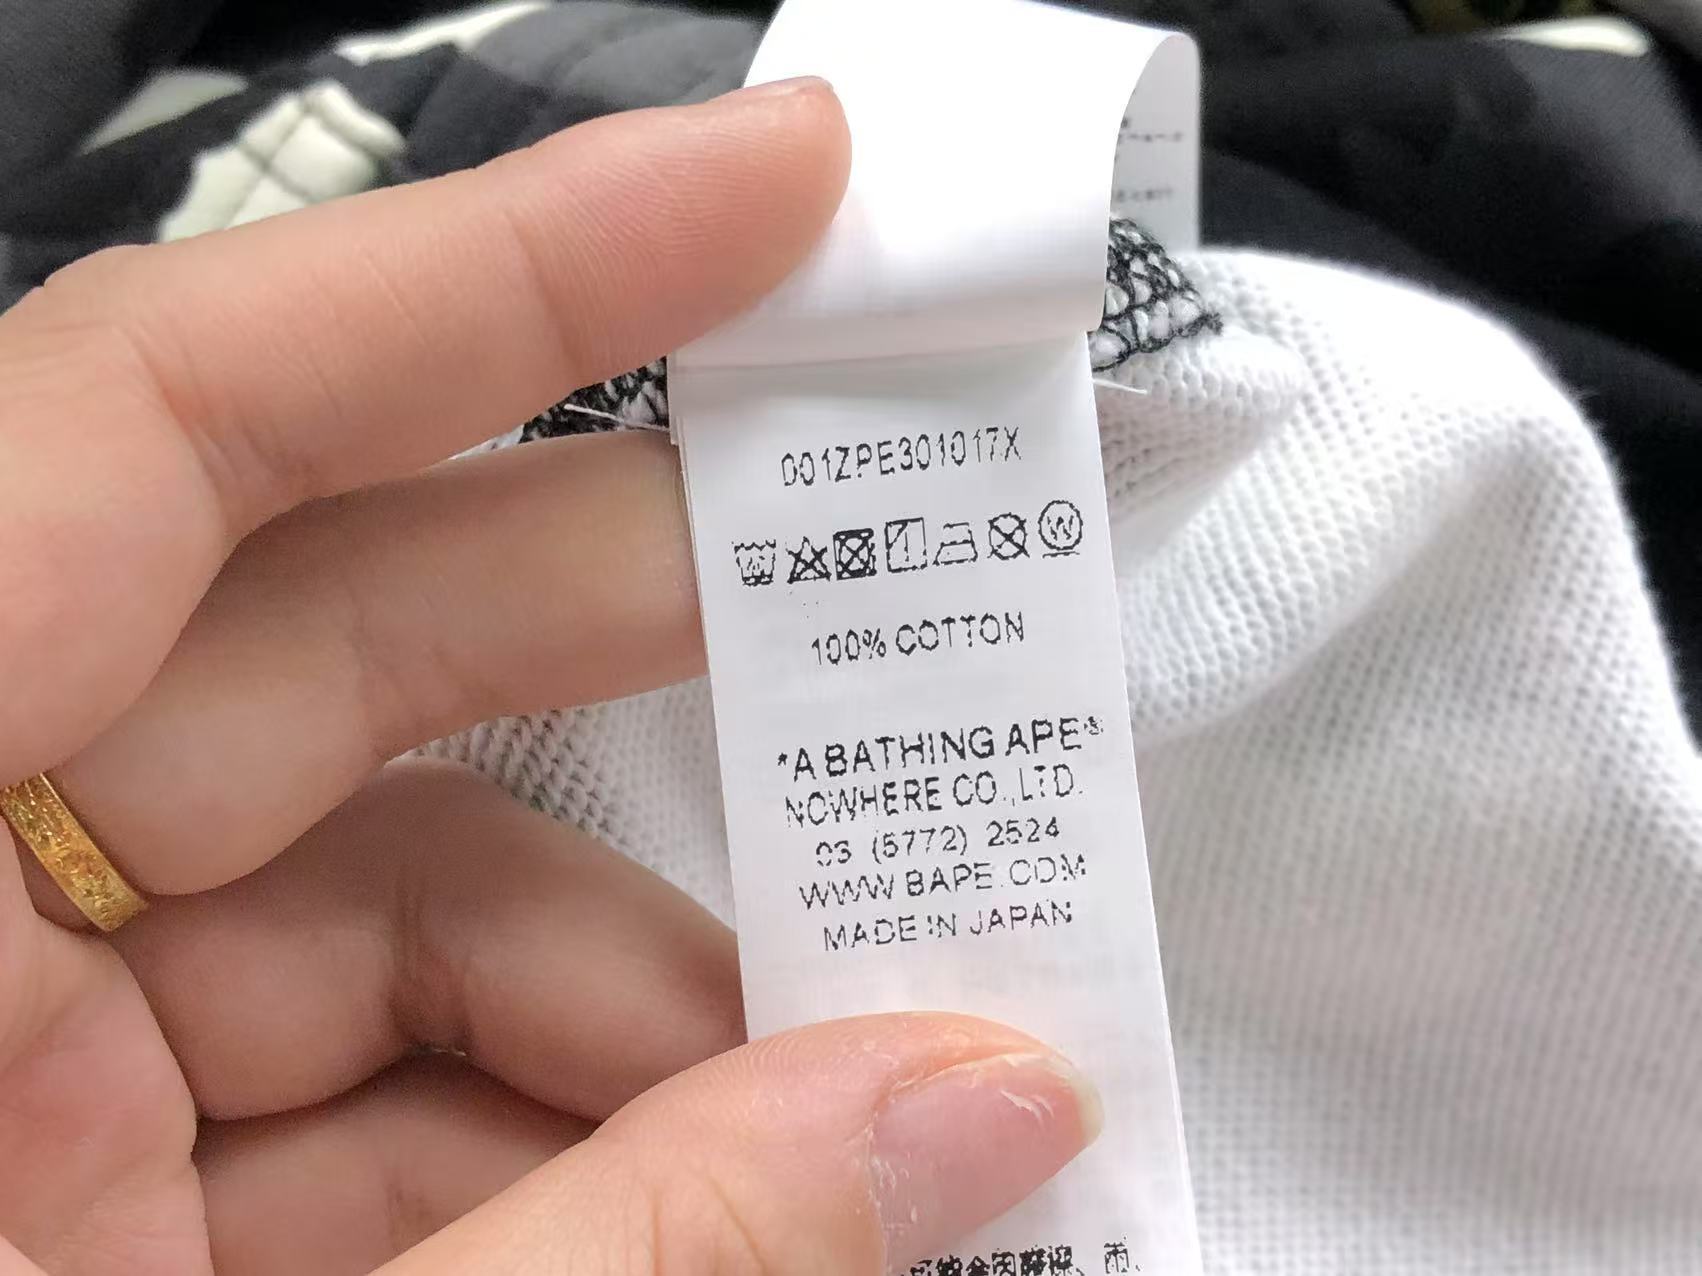 001ZPE301017X
100% COTTON
*A BATHING APE®
NOWHERE CO.,LTD.
03 (5772) 2524
WWW.BAPE.COM
MADE IN JAPAN